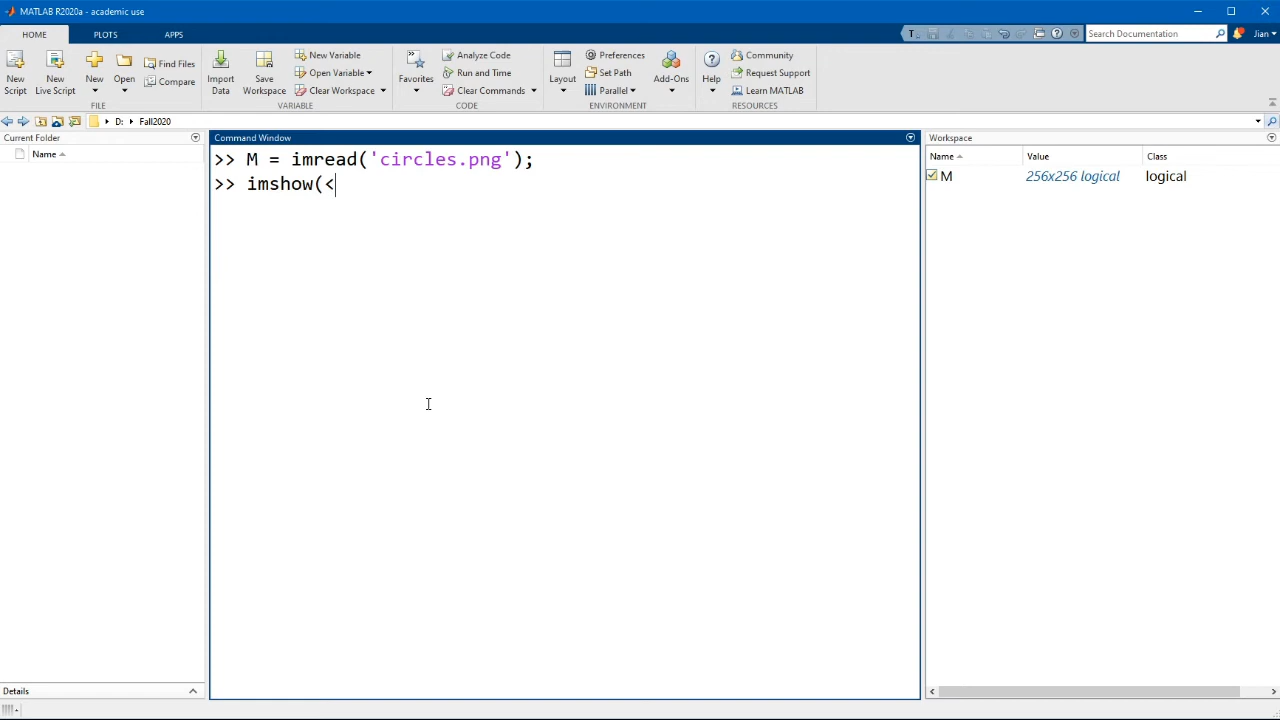 MATLAB R2020a - academic use
HOME PLOTS APPS
Search Documentation Jian
New Script
New Live Script
New
Open
Find Files
Compare
Import Data
Save Workspace
New Variable
Open Variable
Clear Workspace
Favorites
Analyze Code
Run and Time
Clear Commands
Layout
Preferences
Set Path
Parallel
Add-Ons
Help
Community
Request Support
Learn MATLAB
FILE VARIABLE CODE ENVIRONMENT RESOURCES
D: Fall2020
Current Folder
Name
Details
Command Window
>> M = imread('circles.png');
>> imshow(<
Workspace
Name Value Class
M 256x256 logical logical